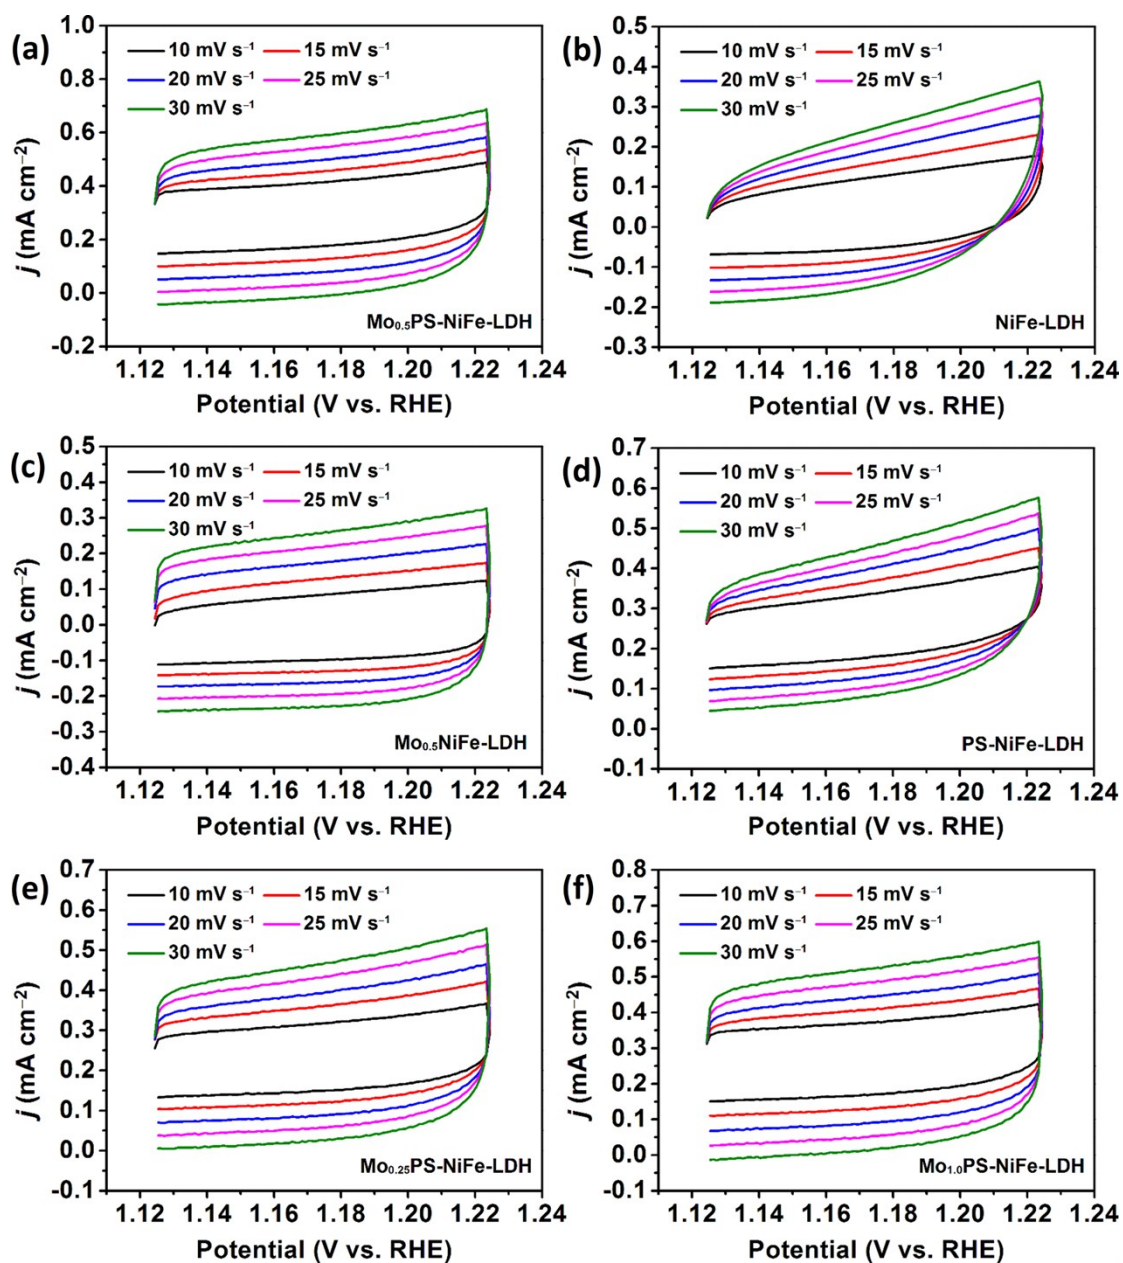 (a)
1.0
0.8
0.6
0.4
0.2
0.0
-0.2
j (mA cm⁻²)
10 mV s⁻¹ 15 mV s⁻¹
20 mV s⁻¹ 25 mV s⁻¹
30 mV s⁻¹
Mo₀.₅PS-NiFe-LDH
1.12 1.14 1.16 1.18 1.20 1.22 1.24
Potential (V vs. RHE)
(b)
0.5
0.4
0.3
0.2
0.1
0.0
-0.1
-0.2
-0.3
j (mA cm⁻²)
10 mV s⁻¹ 15 mV s⁻¹
20 mV s⁻¹ 25 mV s⁻¹
30 mV s⁻¹
NiFe-LDH
1.12 1.14 1.16 1.18 1.20 1.22 1.24
Potential (V vs. RHE)
(c)
0.5
0.4
0.3
0.2
0.1
0.0
-0.1
-0.2
-0.3
-0.4
j (mA cm⁻²)
10 mV s⁻¹ 15 mV s⁻¹
20 mV s⁻¹ 25 mV s⁻¹
30 mV s⁻¹
Mo₀.₅NiFe-LDH
1.12 1.14 1.16 1.18 1.20 1.22 1.24
Potential (V vs. RHE)
(d)
0.7
0.6
0.5
0.4
0.3
0.2
0.1
0.0
-0.1
j (mA cm⁻²)
10 mV s⁻¹ 15 mV s⁻¹
20 mV s⁻¹ 25 mV s⁻¹
30 mV s⁻¹
PS-NiFe-LDH
1.12 1.14 1.16 1.18 1.20 1.22 1.24
Potential (V vs. RHE)
(e)
0.7
0.6
0.5
0.4
0.3
0.2
0.1
0.0
-0.1
j (mA cm⁻²)
10 mV s⁻¹ 15 mV s⁻¹
20 mV s⁻¹ 25 mV s⁻¹
30 mV s⁻¹
Mo₀.₂₅PS-NiFe-LDH
1.12 1.14 1.16 1.18 1.20 1.22 1.24
Potential (V vs. RHE)
(f)
0.8
0.7
0.6
0.5
0.4
0.3
0.2
0.1
0.0
-0.1
j (mA cm⁻²)
10 mV s⁻¹ 15 mV s⁻¹
20 mV s⁻¹ 25 mV s⁻¹
30 mV s⁻¹
Mo₁.₀PS-NiFe-LDH
1.12 1.14 1.16 1.18 1.20 1.22 1.24
Potential (V vs. RHE)